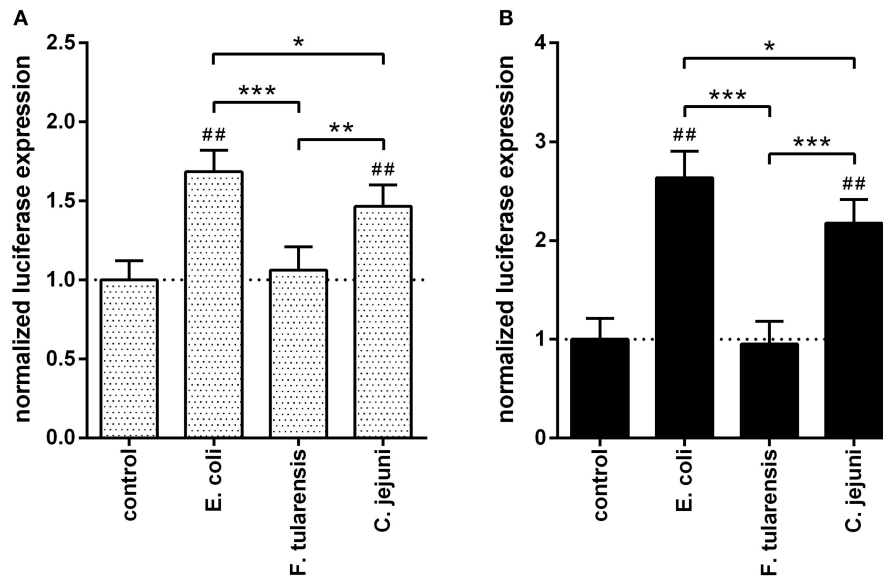 A
normalized luciferase expression
2.5
2.0
1.5
1.0
0.5
0.0
*
***
**
##
##
control
E. coli
F. tularensis
C. jejuni
B
normalized luciferase expression
4
3
2
1
0
*
***
***
##
##
control
E. coli
F. tularensis
C. jejuni